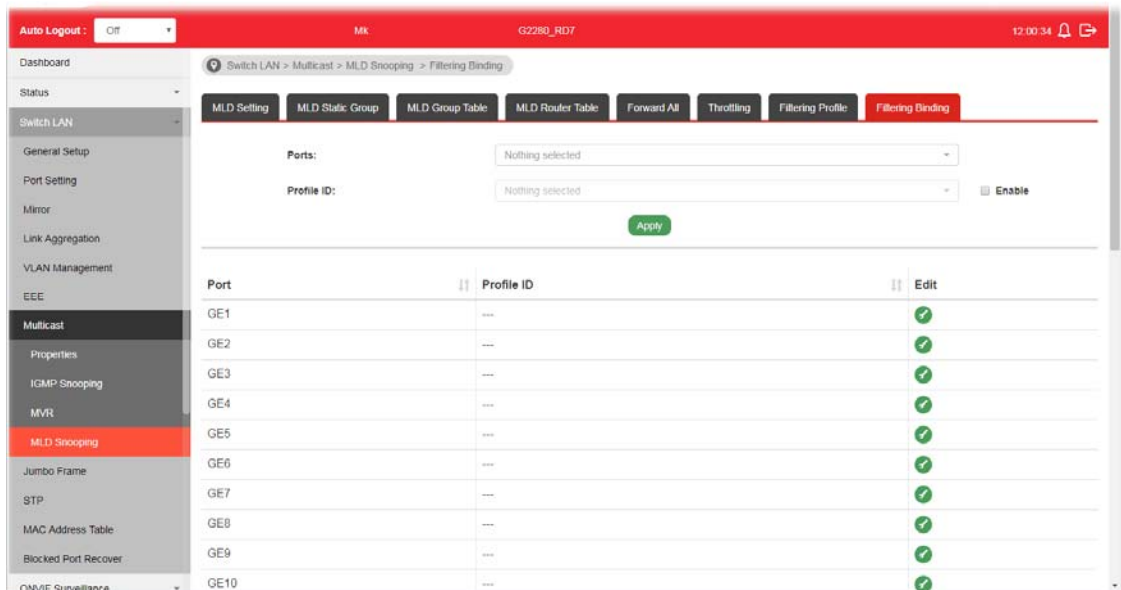 Auto Logout : Off Mk G2280_RD7 12:00:34
Dashboard
Status
Switch LAN
General Setup
Port Setting
Mirror
Link Aggregation
VLAN Management
EEE
Multicast
Properties
IGMP Snooping
MVR
MLD Snooping
Jumbo Frame
STP
MAC Address Table
Blocked Port Recover
ONVIF Surveillance
Switch LAN > Multicast > MLD Snooping > Filtering Binding
MLD Setting MLD Static Group MLD Group Table MLD Router Table Forward All Throttling Filtering Profile Filtering Binding
Ports: Nothing selected
Profile ID: Nothing selected Enable
Apply
Port Profile ID Edit
GE1 ---
GE2 ---
GE3 ---
GE4 ---
GE5 ---
GE6 ---
GE7 ---
GE8 ---
GE9 ---
GE10 ---